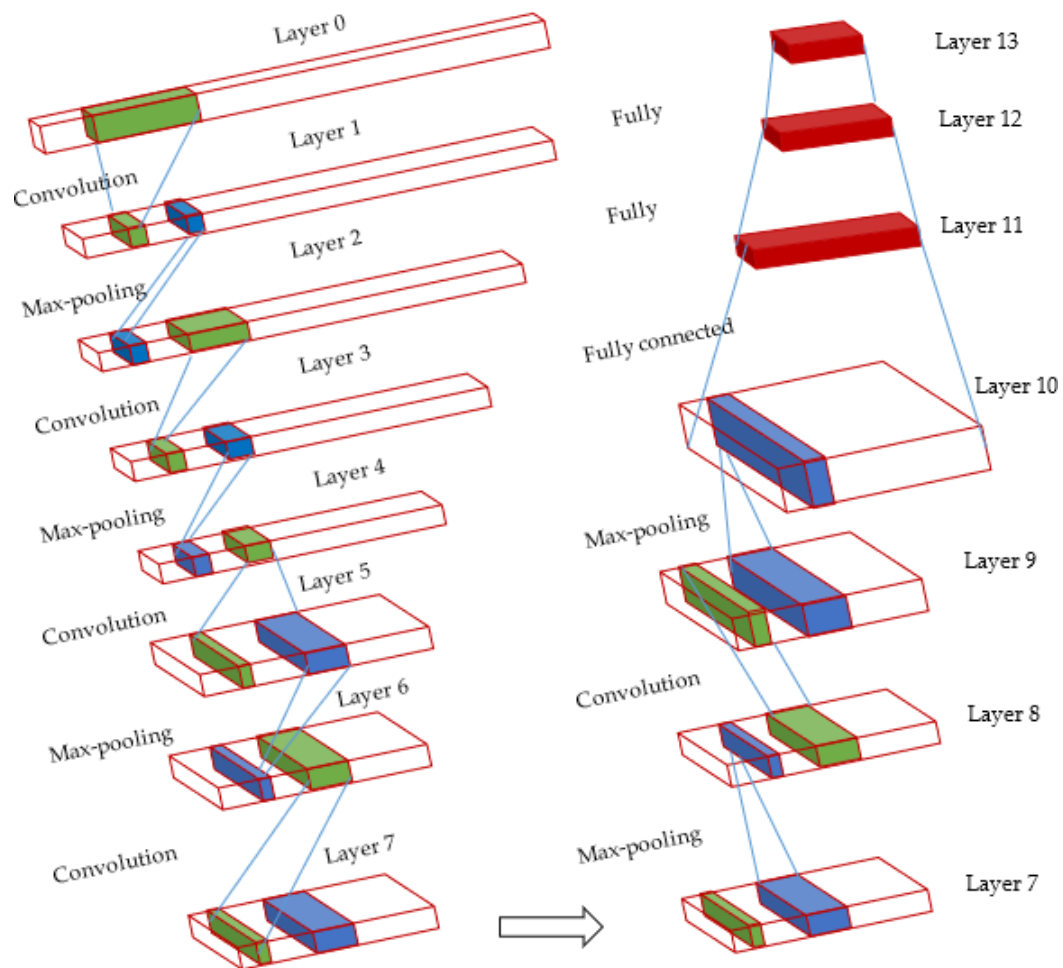 Layer 0
Layer 1
Convolution
Layer 2
Max-pooling
Layer 3
Convolution
Layer 4
Max-pooling
Layer 5
Convolution
Layer 6
Max-pooling
Layer 7
Convolution
Layer 13
Fully
Layer 12
Fully
Layer 11
Fully connected
Layer 10
Max-pooling
Layer 9
Convolution
Layer 8
Max-pooling
Layer 7